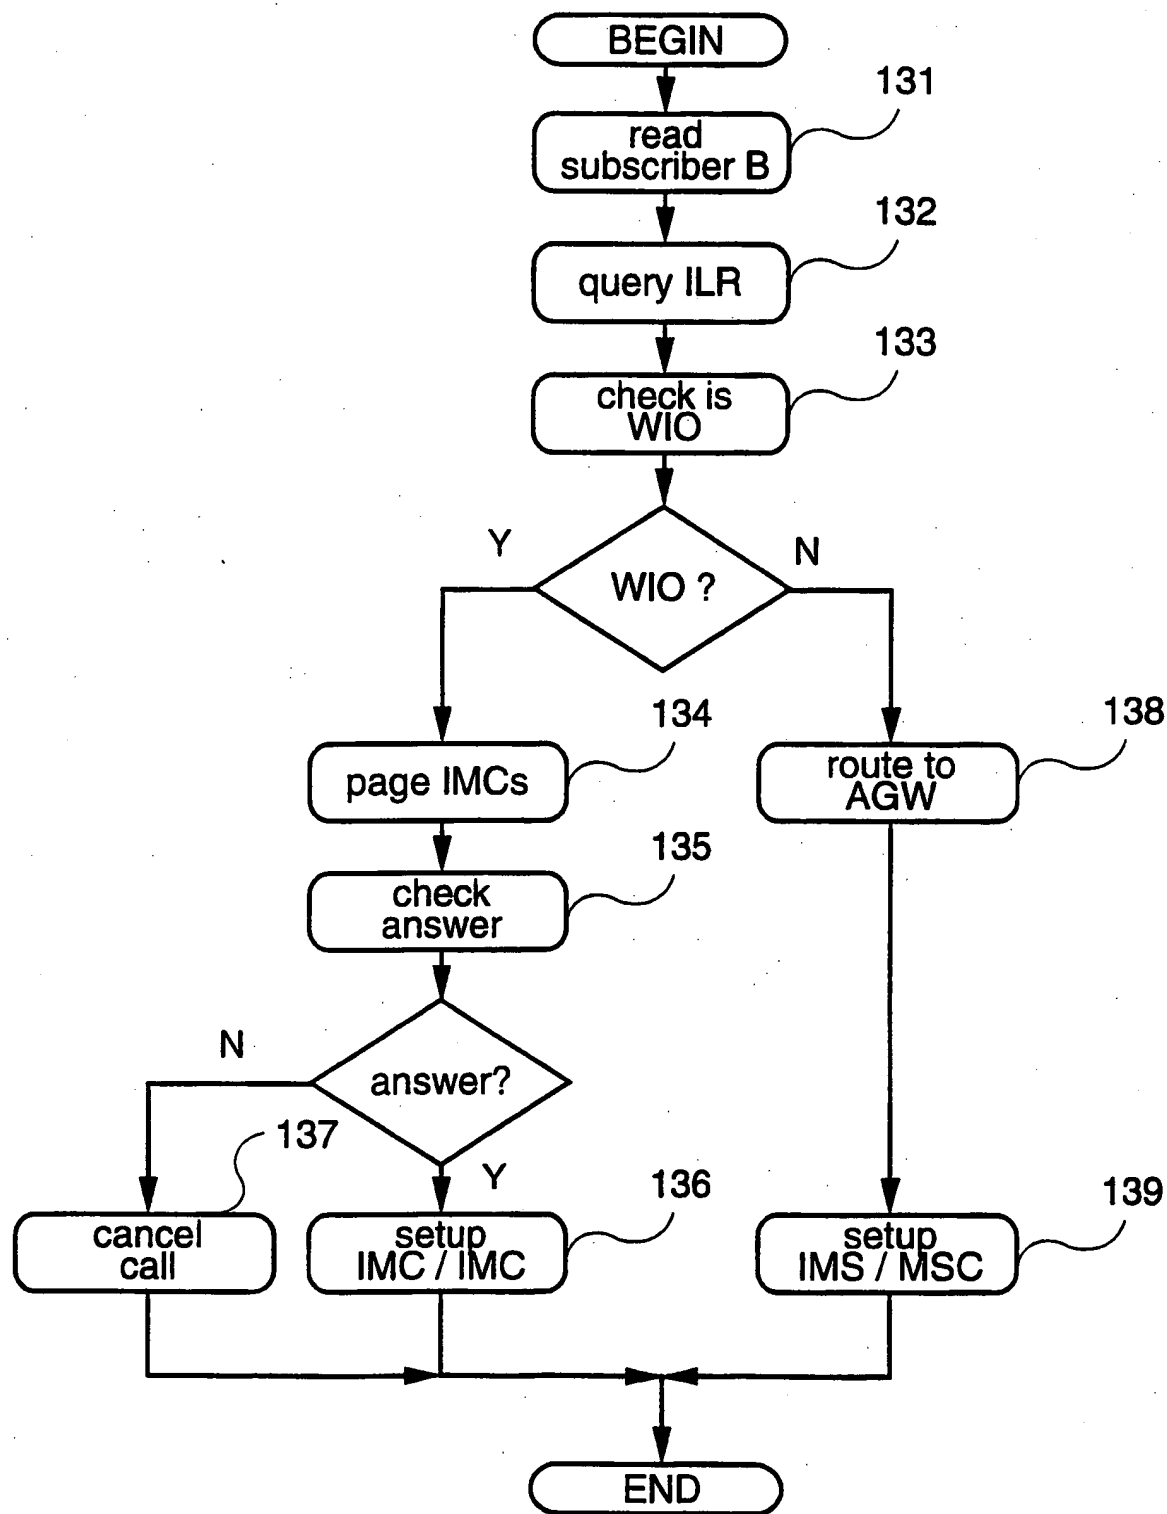 BEGIN
131
read
subscriber B
132
query ILR
133
check is
WIO
Y
N
WIO ?
134
138
page IMCs
route to
AGW
135
check
answer
N
answer?
137
Y
136
139
cancel
call
setup
IMC / IMC
setup
IMS / MSC
END